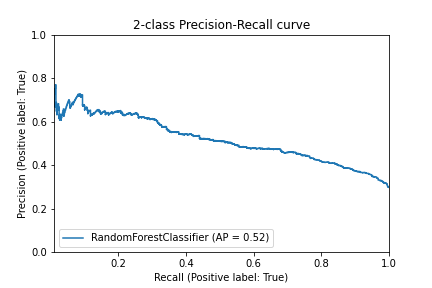 2-class Precision-Recall curve
Precision (Positive label: True)
1.0
0.8
0.6
0.4
0.2
0.0
RandomForestClassifier (AP = 0.52)
0.2 0.4 0.6 0.8 1.0
Recall (Positive label: True)